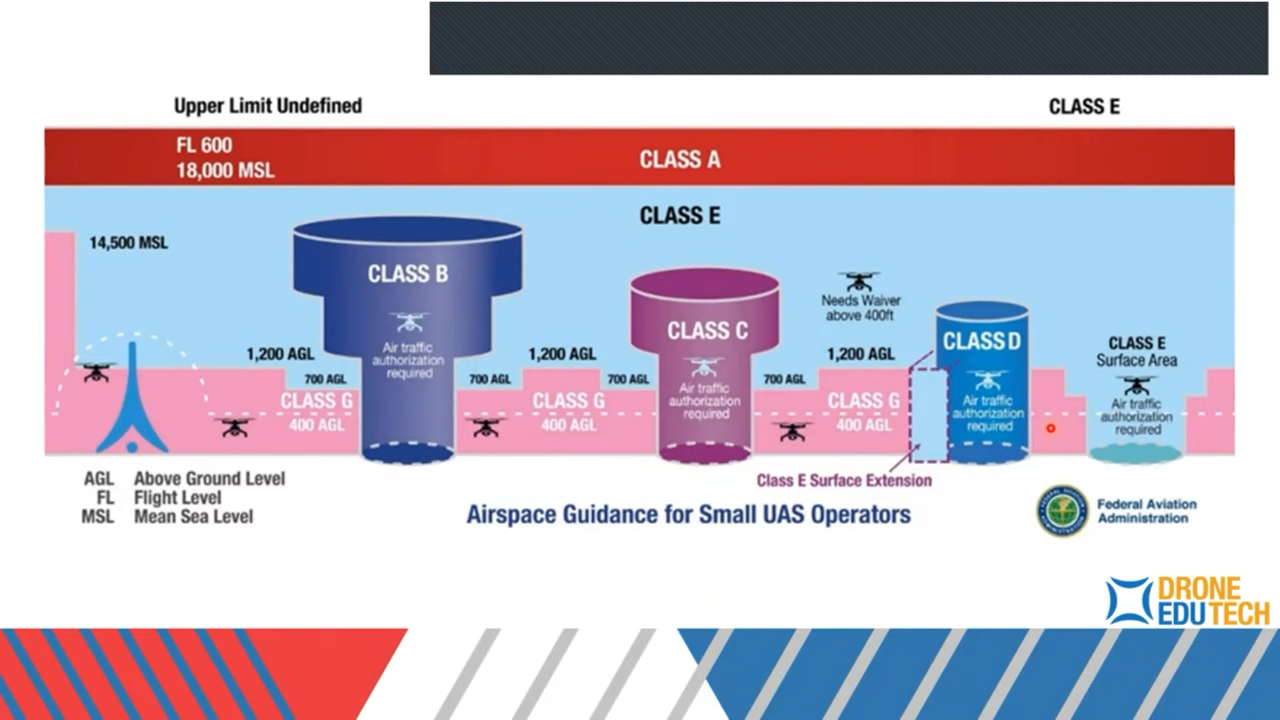 Upper Limit Undefined
CLASS E
FL 600
18,000 MSL
CLASS A
CLASS E
14,500 MSL
CLASS B
Air traffic
authorization
required
CLASS C
Air traffic
authorization
required
Needs Waiver
above 400ft
CLASS D
Air traffic
authorization
required
CLASS E
Surface Area
Air traffic
authorization
required
1,200 AGL
700 AGL
CLASS G
400 AGL
700 AGL
1,200 AGL
700 AGL
CLASS G
400 AGL
700 AGL
1,200 AGL
CLASS G
400 AGL
Class E Surface Extension
AGL Above Ground Level
FL Flight Level
MSL Mean Sea Level
Airspace Guidance for Small UAS Operators
Federal Aviation
Administration
DRONE
EDUTECH